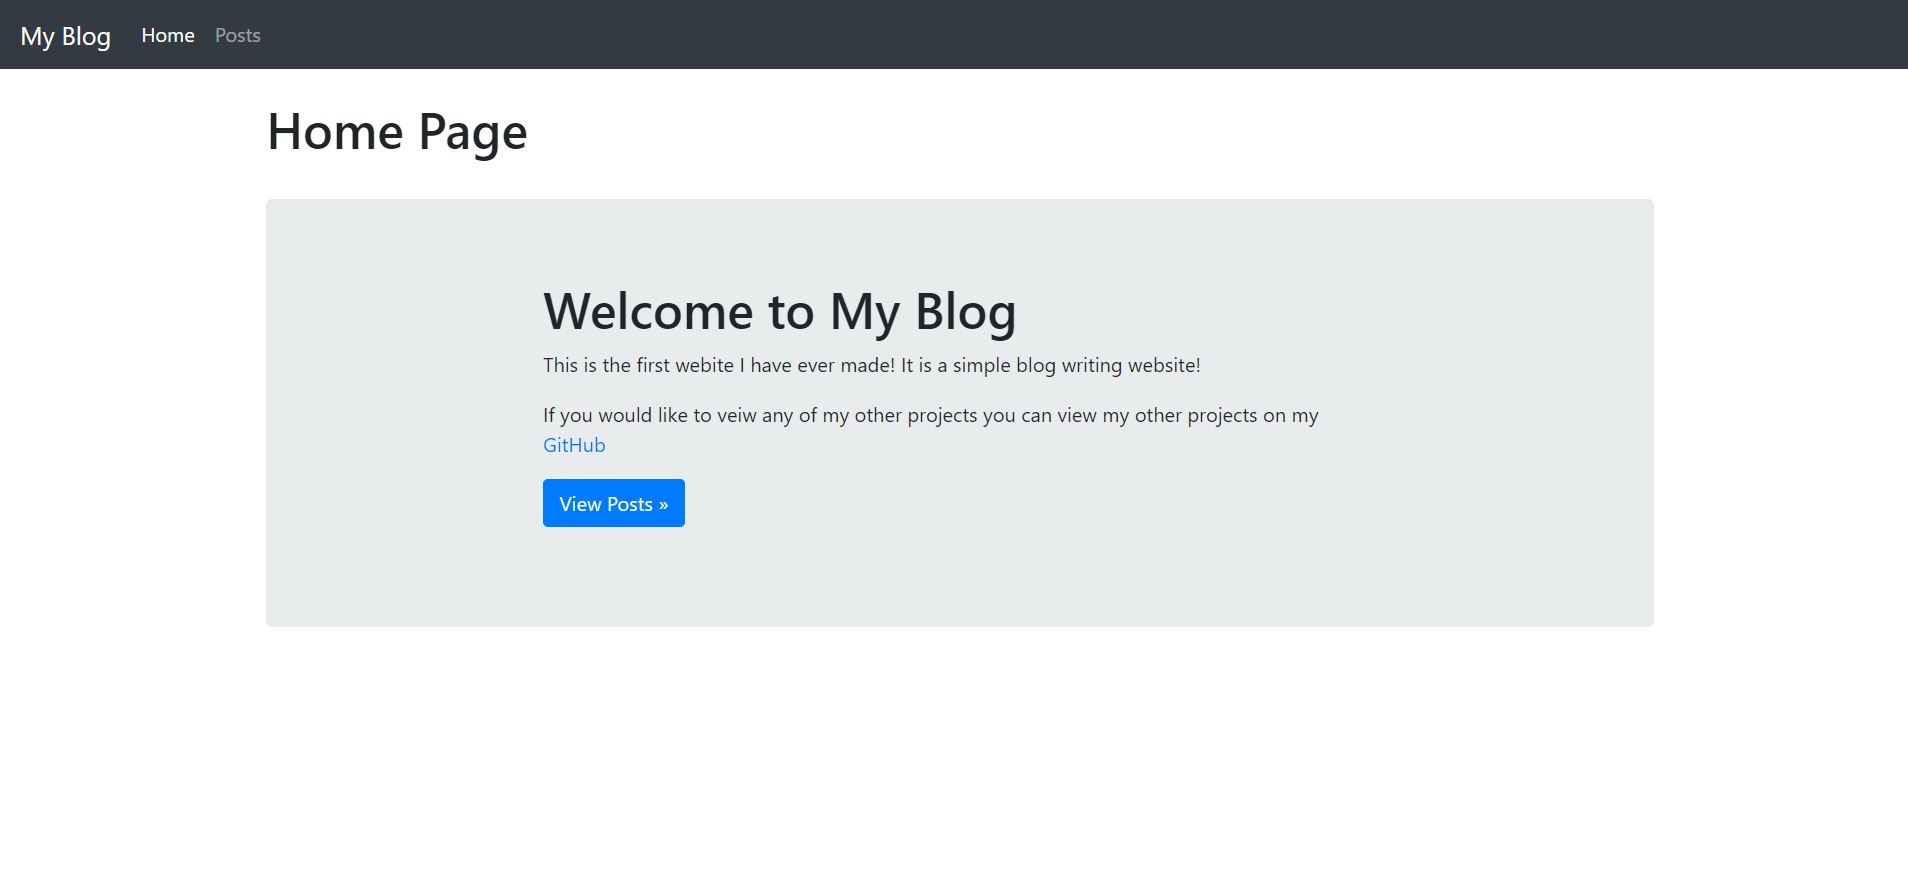 My Blog Home Posts
Home Page
Welcome to My Blog
This is the first webite I have ever made! It is a simple blog writing website!
If you would like to veiw any of my other projects you can view my other projects on my
GitHub
View Posts »